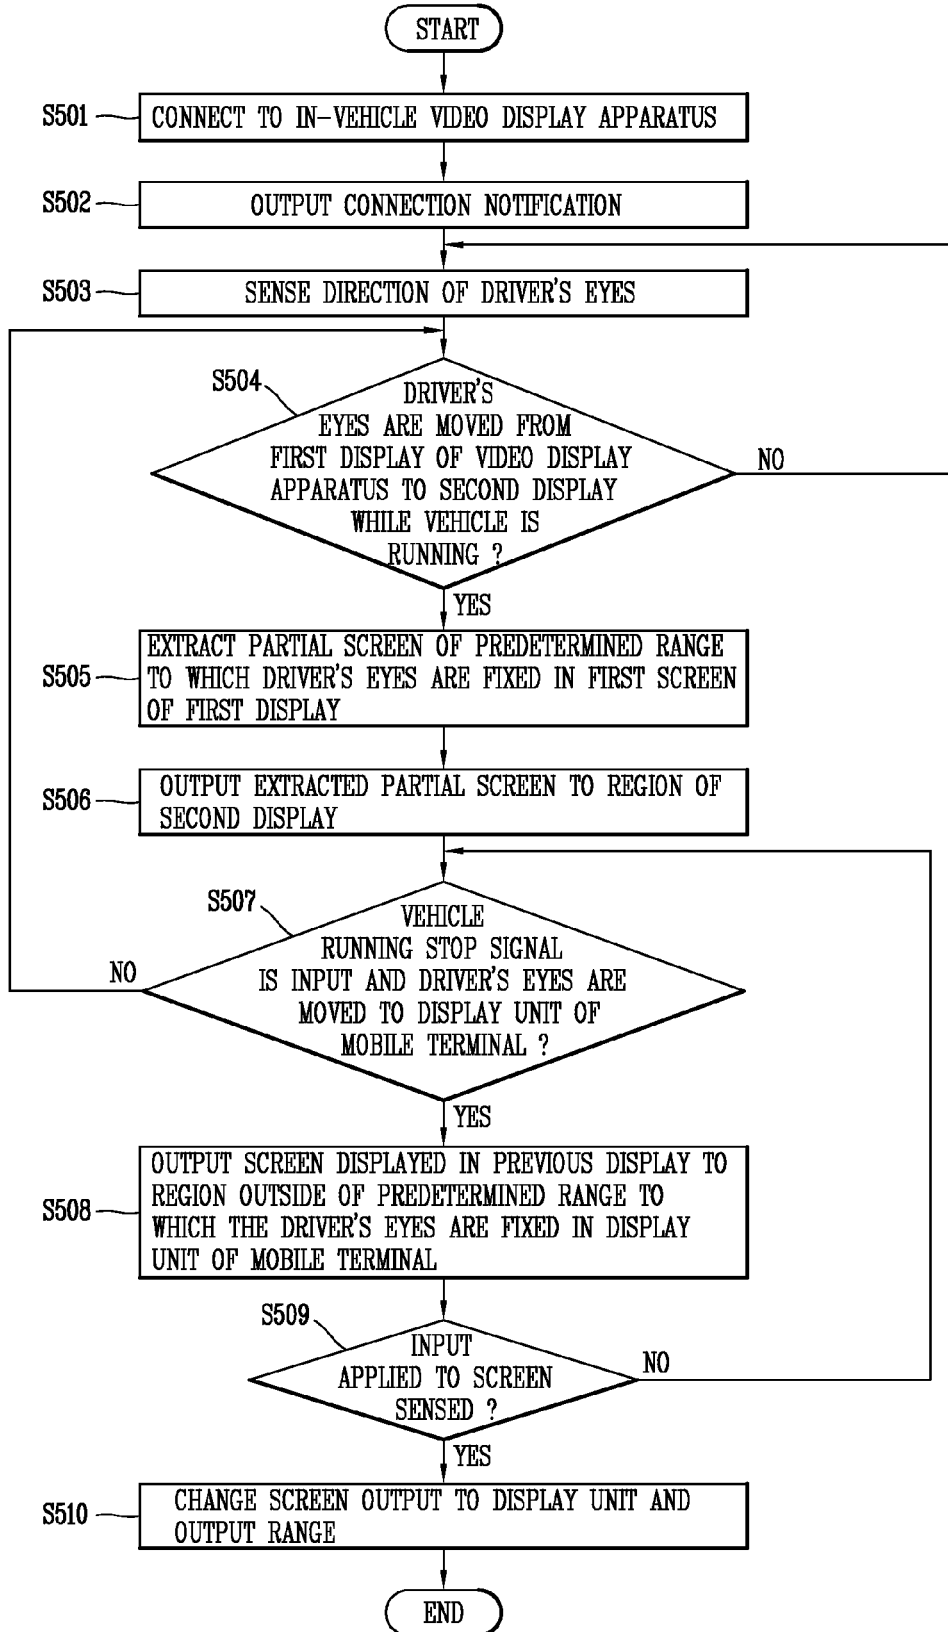 START
S501
CONNECT TO IN-VEHICLE VIDEO DISPLAY APPARATUS
S502
OUTPUT CONNECTION NOTIFICATION
S503
SENSE DIRECTION OF DRIVER'S EYES
S504
DRIVER'S
EYES ARE MOVED FROM
FIRST DISPLAY OF VIDEO DISPLAY
APPARATUS TO SECOND DISPLAY
WHILE VEHICLE IS
RUNNING ?
NO
YES
S505
EXTRACT PARTIAL SCREEN OF PREDETERMINED RANGE
TO WHICH DRIVER'S EYES ARE FIXED IN FIRST SCREEN
OF FIRST DISPLAY
S506
OUTPUT EXTRACTED PARTIAL SCREEN TO REGION OF
SECOND DISPLAY
S507
VEHICLE
RUNNING STOP SIGNAL
IS INPUT AND DRIVER'S EYES ARE
MOVED TO DISPLAY UNIT OF
MOBILE TERMINAL ?
NO
YES
S508
OUTPUT SCREEN DISPLAYED IN PREVIOUS DISPLAY TO
REGION OUTSIDE OF PREDETERMINED RANGE TO
WHICH THE DRIVER'S EYES ARE FIXED IN DISPLAY
UNIT OF MOBILE TERMINAL
S509
INPUT
APPLIED TO SCREEN
SENSED ?
NO
YES
S510
CHANGE SCREEN OUTPUT TO DISPLAY UNIT AND
OUTPUT RANGE
END